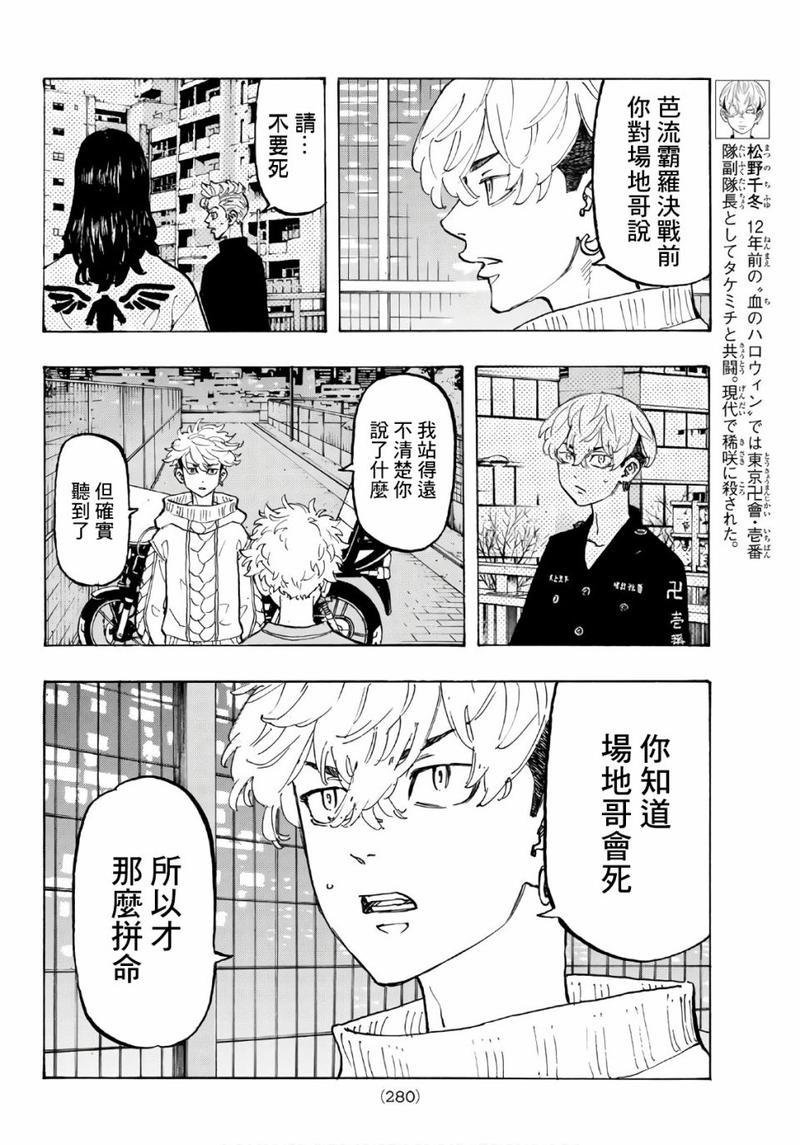 松野千冬　12年前の〝血のハロウィン〟では東京卍會・壱番
隊副隊長としてタケミチと共闘。現代で稀咲に殺された。
芭流霸羅決戰前
你對場地哥說
請…
不要死
卍
壱番
我站得遠
不清楚你
說了什麼
但確實
聽到了
你知道
場地哥會死
所以才
那麼拼命
(280)